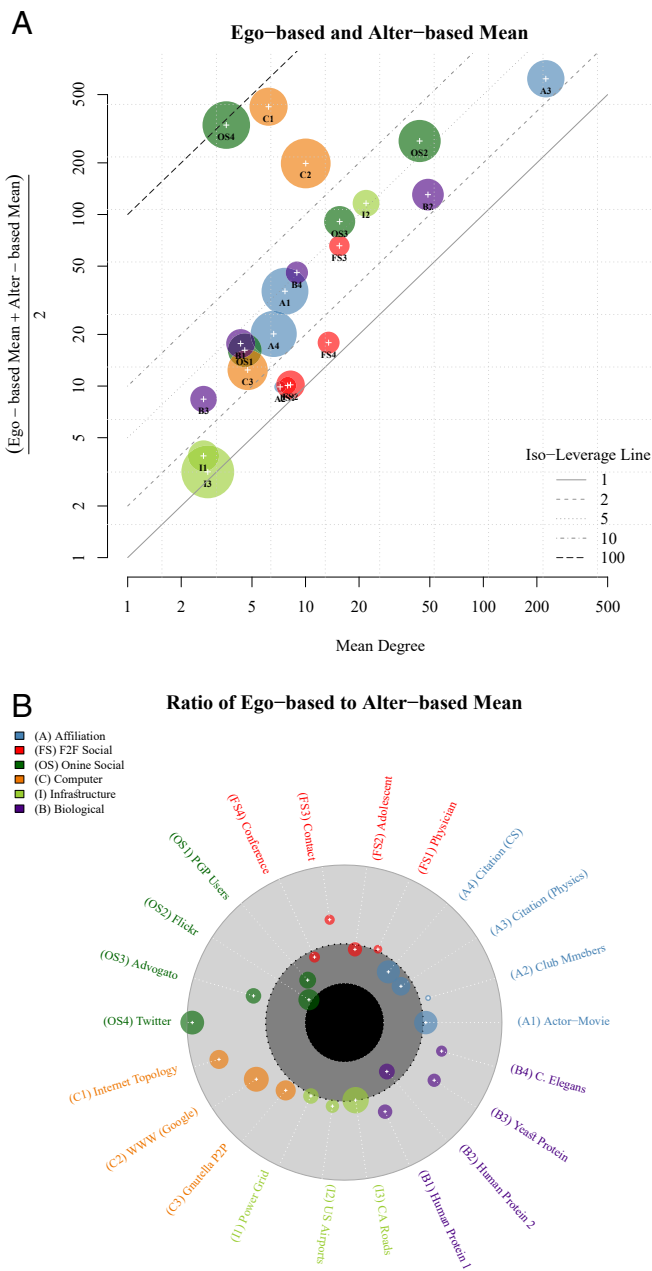 A
Ego−based and Alter−based Mean
(Ego − based Mean + Alter − based Mean)
2
500
200
100
50
20
10
5
2
1
A3
C1
OS4
OS2
C2
B2
I2
OS3
FS3
B4
A1
A4
FS4
B1
OS1
C3
B3
I1
I3
Iso−Leverage Line
1
2
5
10
100
1 2 5 10 20 50 100 200 500
Mean Degree
B
Ratio of Ego−based to Alter−based Mean
(A) Affiliation
(FS) F2F Social
(OS) Onine Social
(C) Computer
(I) Infrastructure
(B) Biological
(FS4) Conference
(FS3) Contact
(FS2) Adolescent
(FS1) Physician
(A4) Citation (CS)
(A3) Citation (Physics)
(A2) Club Mmebers
(A1) Actor−Movie
(B4) C. Elegans
(B3) Yeast Protein
(B2) Human Protein 2
(B1) Human Protein 1
(I3) CA Roads
(I2) US Airports
(I1) Power Grid
(C3) Gnutella P2P
(C2) WWW (Google)
(C1) Internet Topology
(OS4) Twitter
(OS3) Advogato
(OS2) Flickr
(OS1) PGP Users